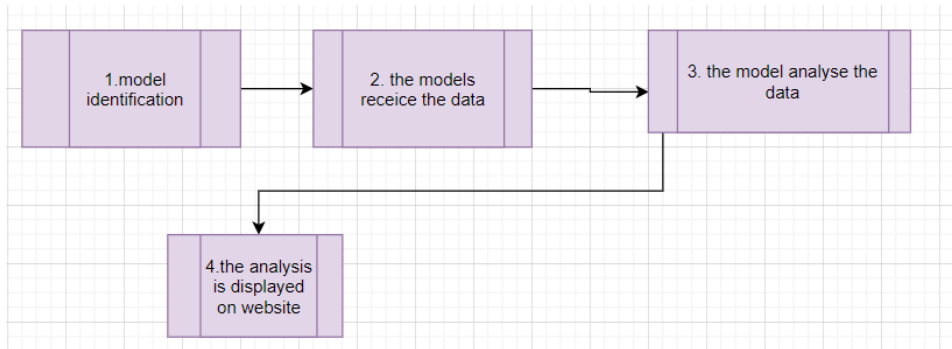 1.model
identification
2. the models
receice the data
3. the model analyse the
data
4.the analysis
is displayed
on website